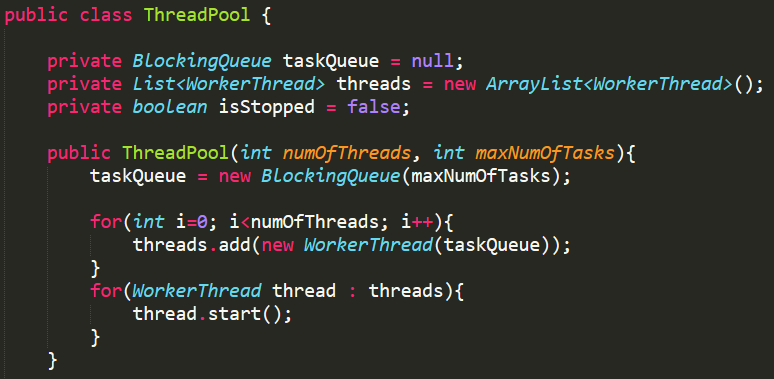 public class ThreadPool {
private BlockingQueue taskQueue = null;
private List<WorkerThread> threads = new ArrayList<WorkerThread>();
private boolean isStopped = false;
public ThreadPool(int numOfThreads, int maxNumOfTasks){
taskQueue = new BlockingQueue(maxNumOfTasks);
for(int i=0; i<numOfThreads; i++){
threads.add(new WorkerThread(taskQueue));
}
for(WorkerThread thread : threads){
thread.start();
}
}